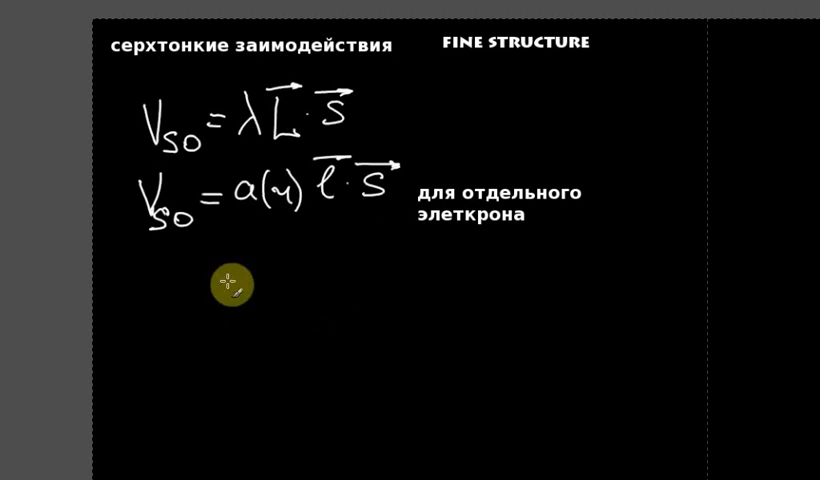 серхтонкие заимодействия
FINE STRUCTURE
V_SO = λ L⃗ · S⃗
V_SO = a(r) l⃗ · s⃗
для отдельного
элеткрона